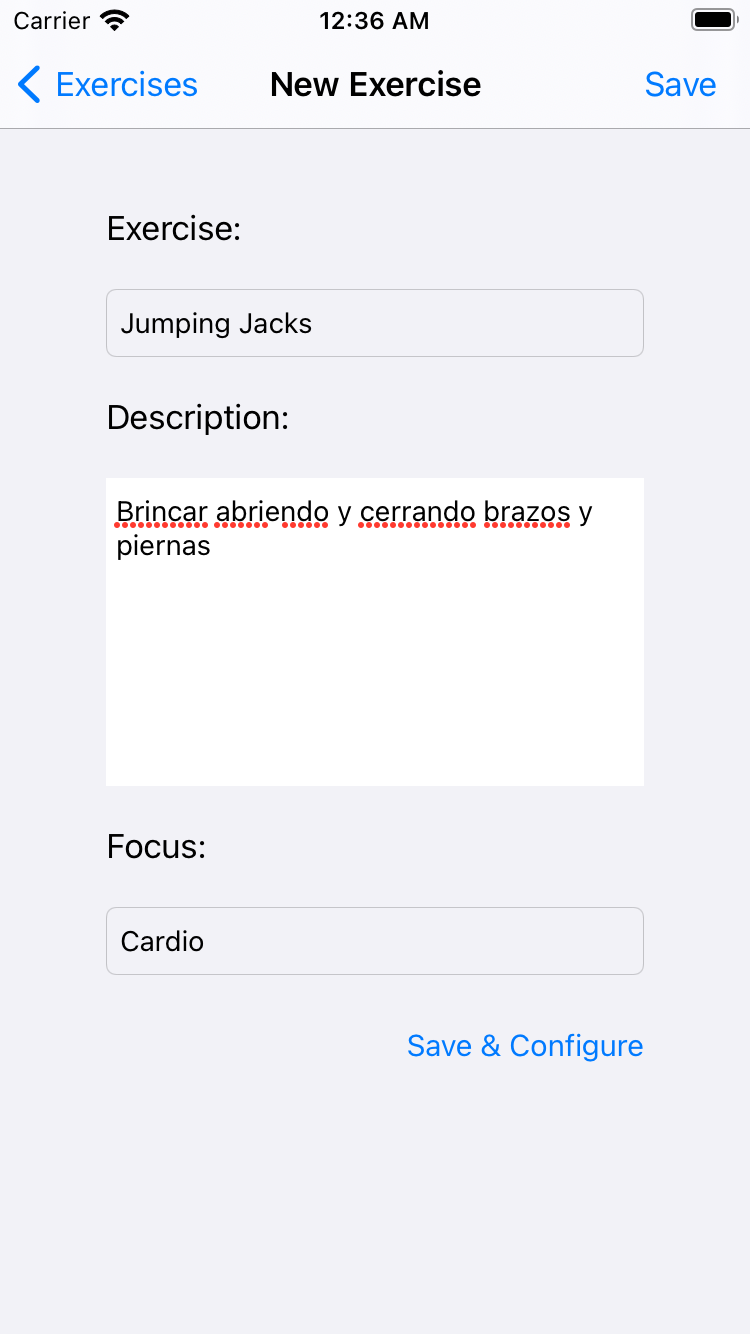 Carrier 12:36 AM
Exercises New Exercise Save
Exercise:
Jumping Jacks
Description:
Brincar abriendo y cerrando brazos y
piernas
Focus:
Cardio
Save & Configure